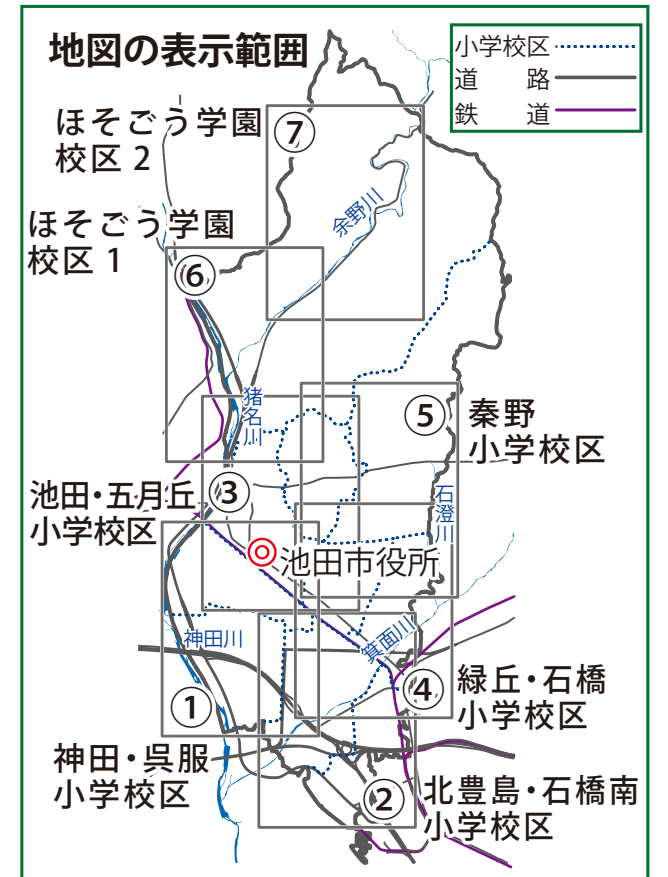 地図の表示範囲
小学校区
道 路
鉄 道
ほそごう学園
校区 2
⑦
余野川
ほそごう学園
校区 1
⑥
猪名川
⑤
秦野
小学校区
③
池田・五月丘
小学校区
石澄川
池田市役所
神田川
箕面川
①
④
緑丘・石橋
小学校区
神田・呉服
小学校区
②
北豊島・石橋南
小学校区